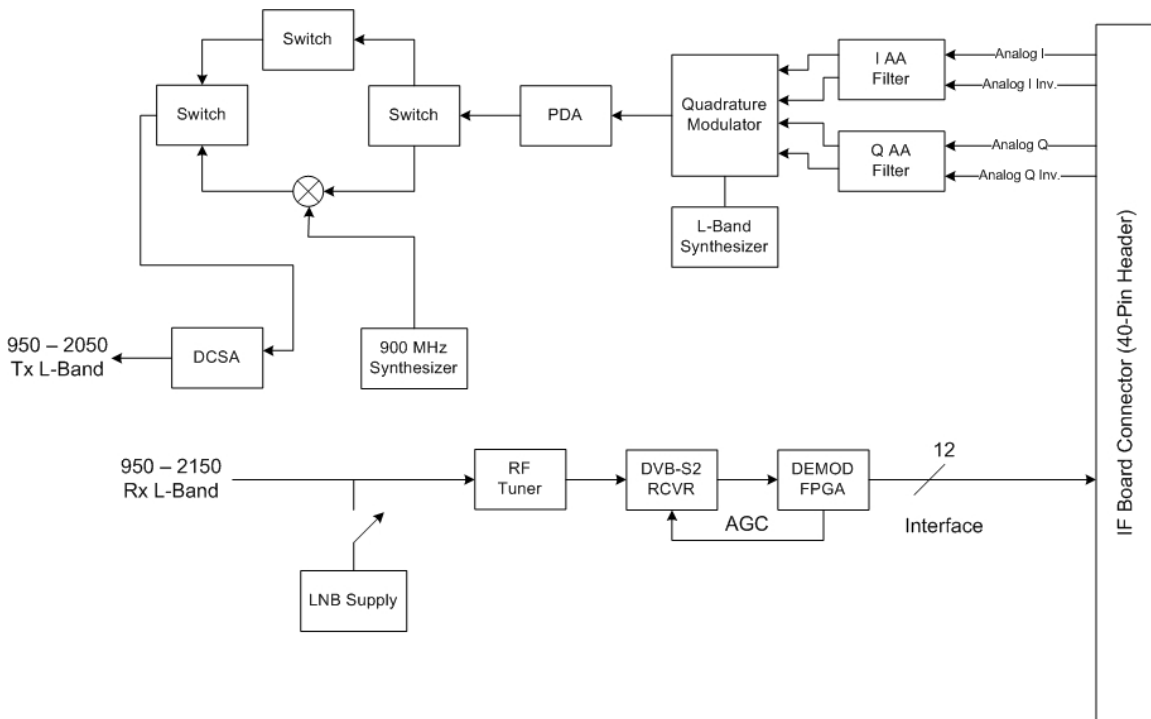 Switch
Switch
Switch
PDA
Quadrature
Modulator
I AA
Filter
Analog I
Analog I Inv.
Q AA
Filter
Analog Q
Analog Q Inv.
L-Band
Synthesizer
950 – 2050
Tx L-Band
DCSA
900 MHz
Synthesizer
IF Board Connector (40-Pin Header)
950 – 2150
Rx L-Band
RF
Tuner
DVB-S2
RCVR
DEMOD
FPGA
12
AGC
Interface
LNB Supply